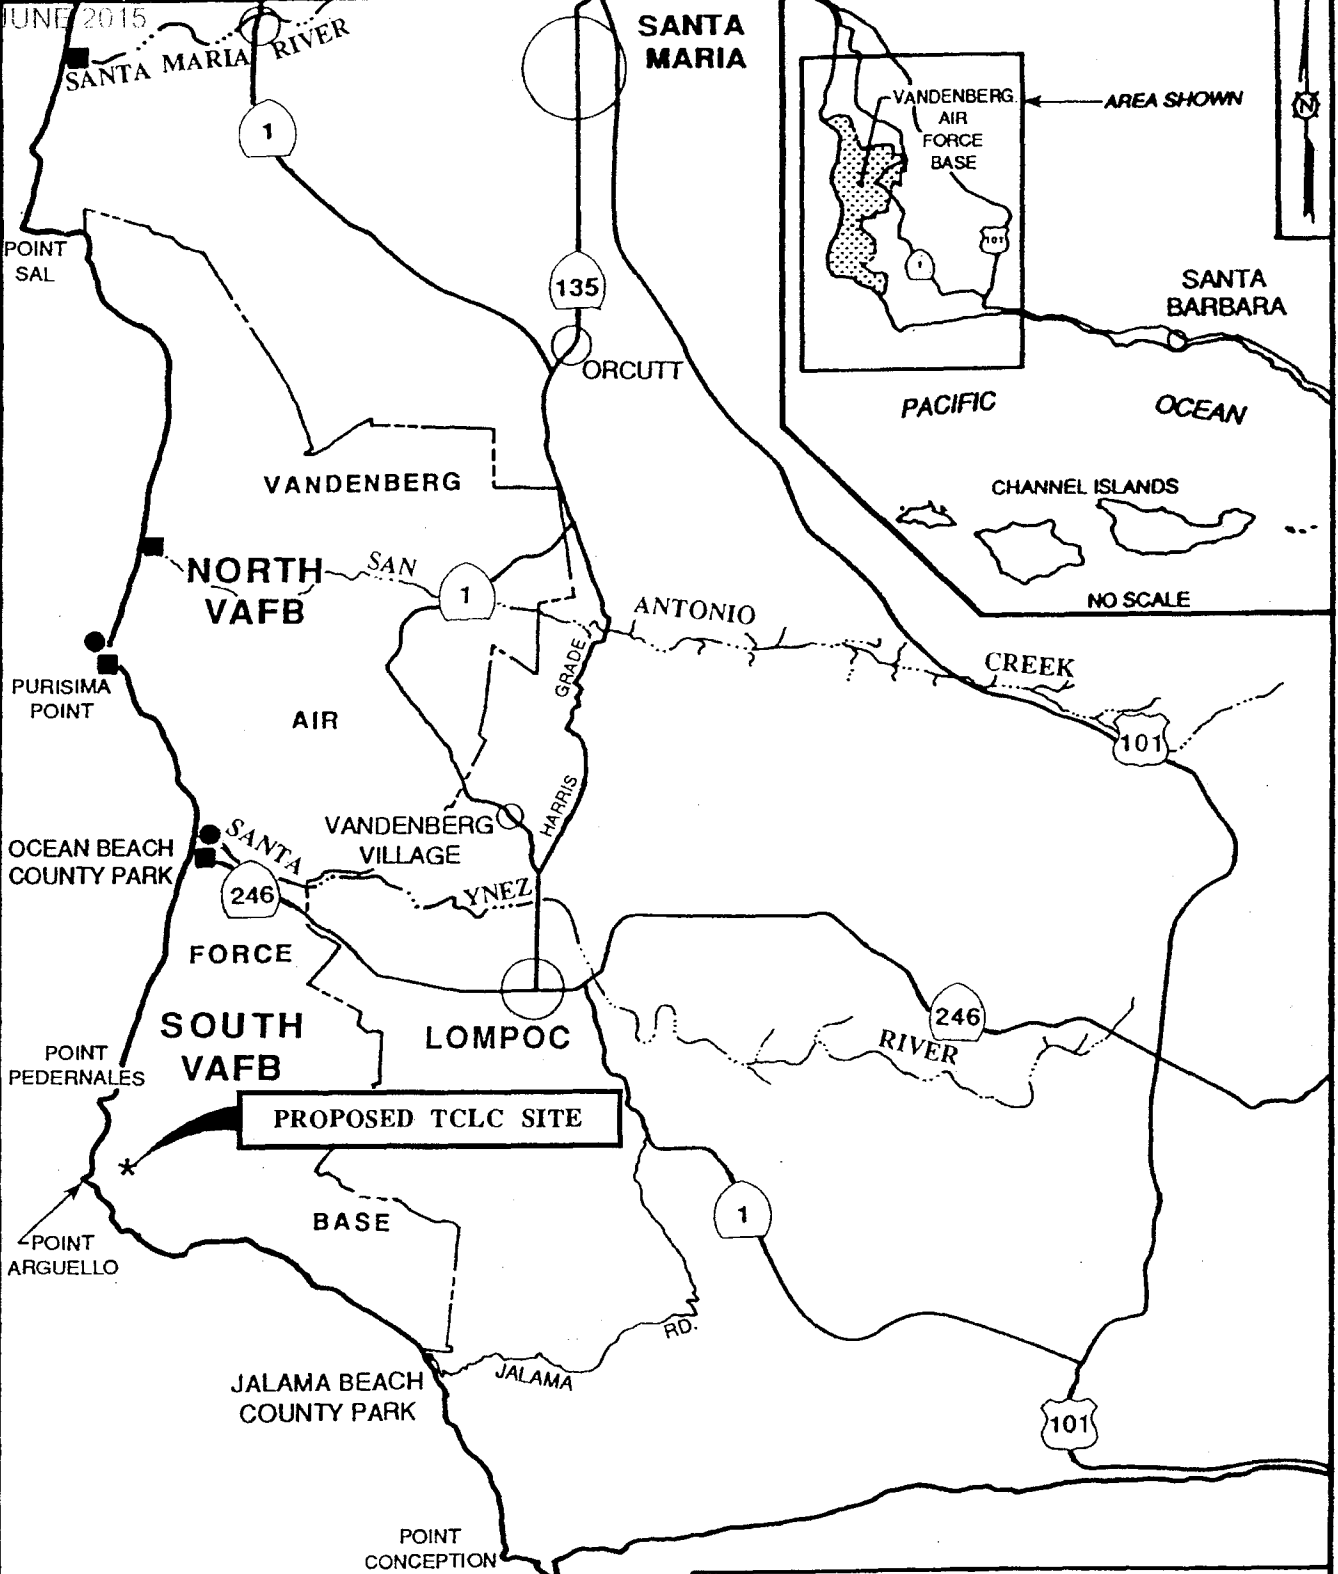 JUNE 2015
SANTA MARIA RIVER
SANTA
MARIA
1
135
ORCUTT
POINT
SAL
VANDENBERG
AIR
FORCE
BASE
AREA SHOWN
N
101
1
SANTA
BARBARA
PACIFIC OCEAN
CHANNEL ISLANDS
NO SCALE
VANDENBERG
NORTH
VAFB
SAN
1
ANTONIO
CREEK
GRADE
HARRIS
101
PURISIMA
POINT
AIR
VANDENBERG
VILLAGE
OCEAN BEACH
COUNTY PARK
SANTA
246
YNEZ
FORCE
SOUTH
VAFB
LOMPOC
246
RIVER
POINT
PEDERNALES
PROPOSED TCLC SITE
*
POINT
ARGUELLO
BASE
1
RD.
JALAMA
JALAMA BEACH
COUNTY PARK
101
POINT
CONCEPTION